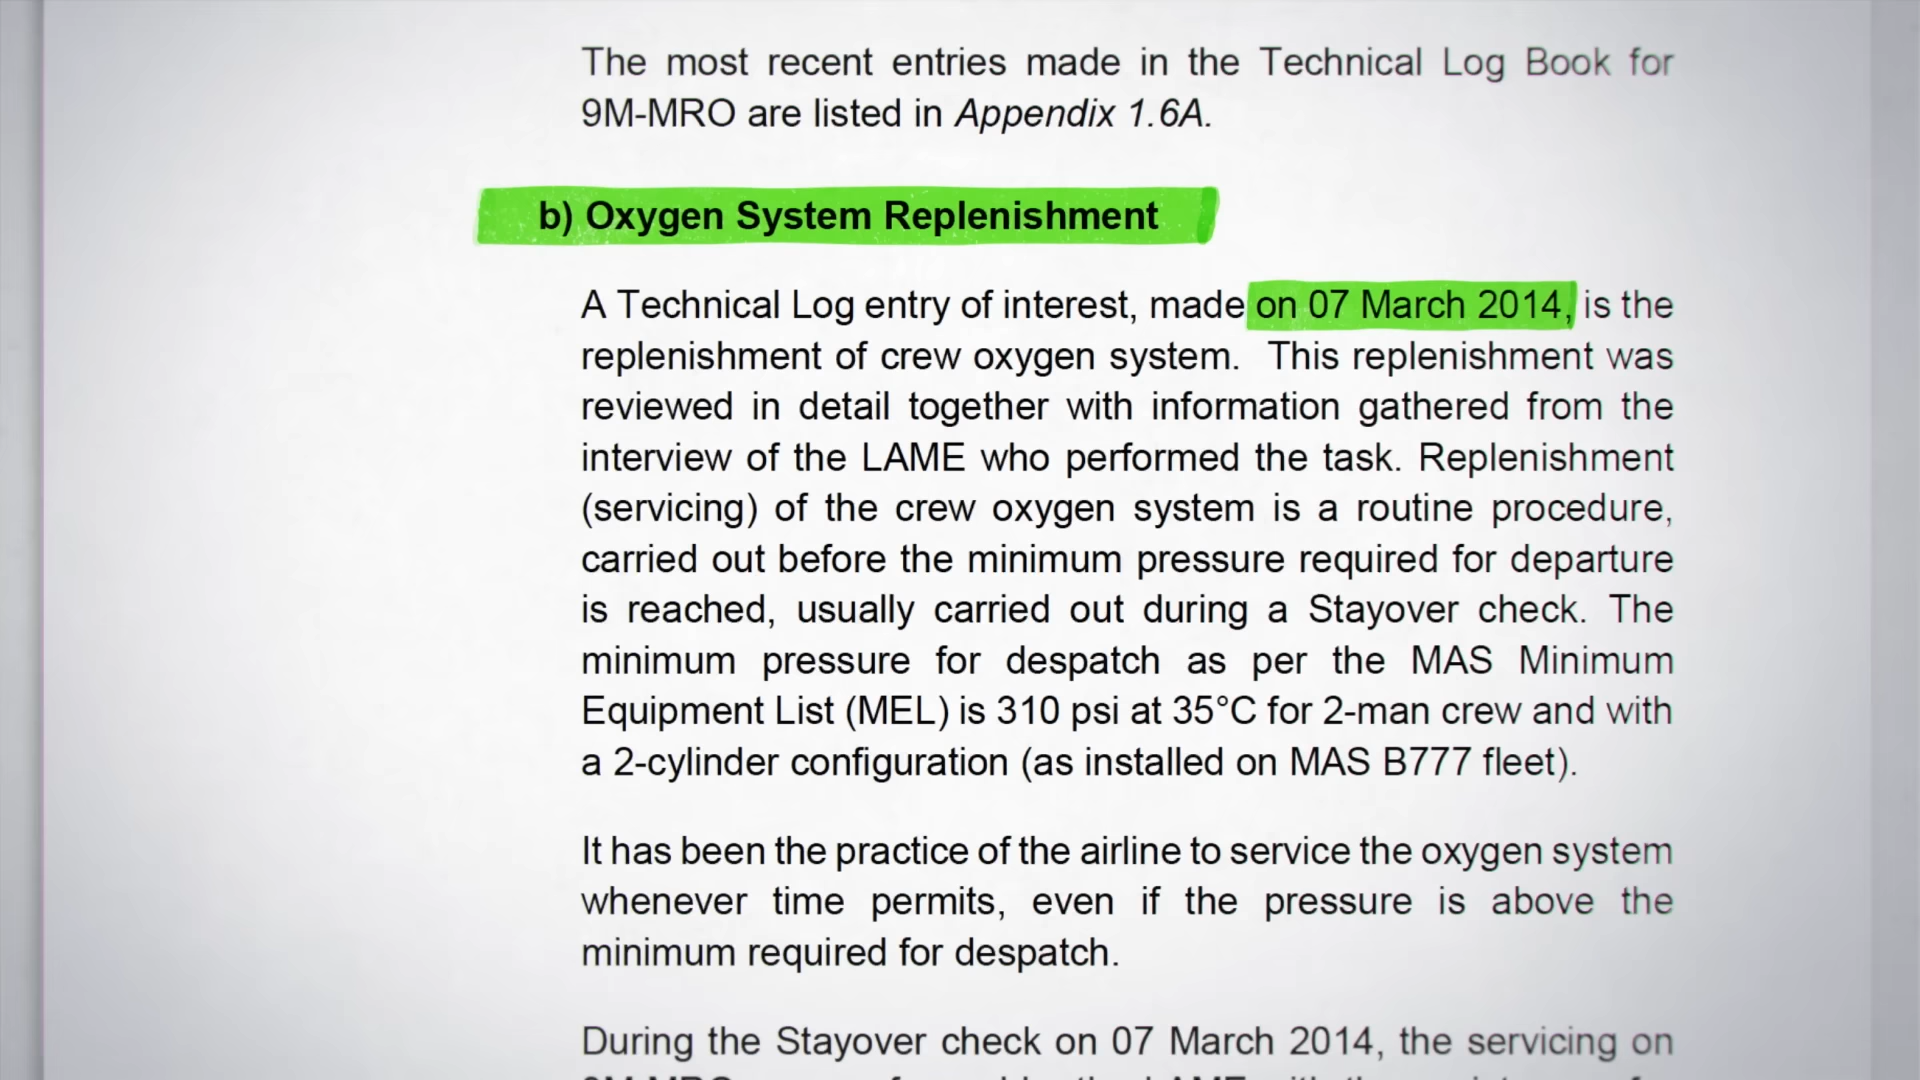 The most recent entries made in the Technical Log Book for
9M-MRO are listed in Appendix 1.6A.
b) Oxygen System Replenishment
A Technical Log entry of interest, made on 07 March 2014, is the
replenishment of crew oxygen system. This replenishment was
reviewed in detail together with information gathered from the
interview of the LAME who performed the task. Replenishment
(servicing) of the crew oxygen system is a routine procedure,
carried out before the minimum pressure required for departure
is reached, usually carried out during a Stayover check. The
minimum pressure for despatch as per the MAS Minimum
Equipment List (MEL) is 310 psi at 35°C for 2-man crew and with
a 2-cylinder configuration (as installed on MAS B777 fleet).
It has been the practice of the airline to service the oxygen system
whenever time permits, even if the pressure is above the
minimum required for despatch.
During the Stayover check on 07 March 2014, the servicing on